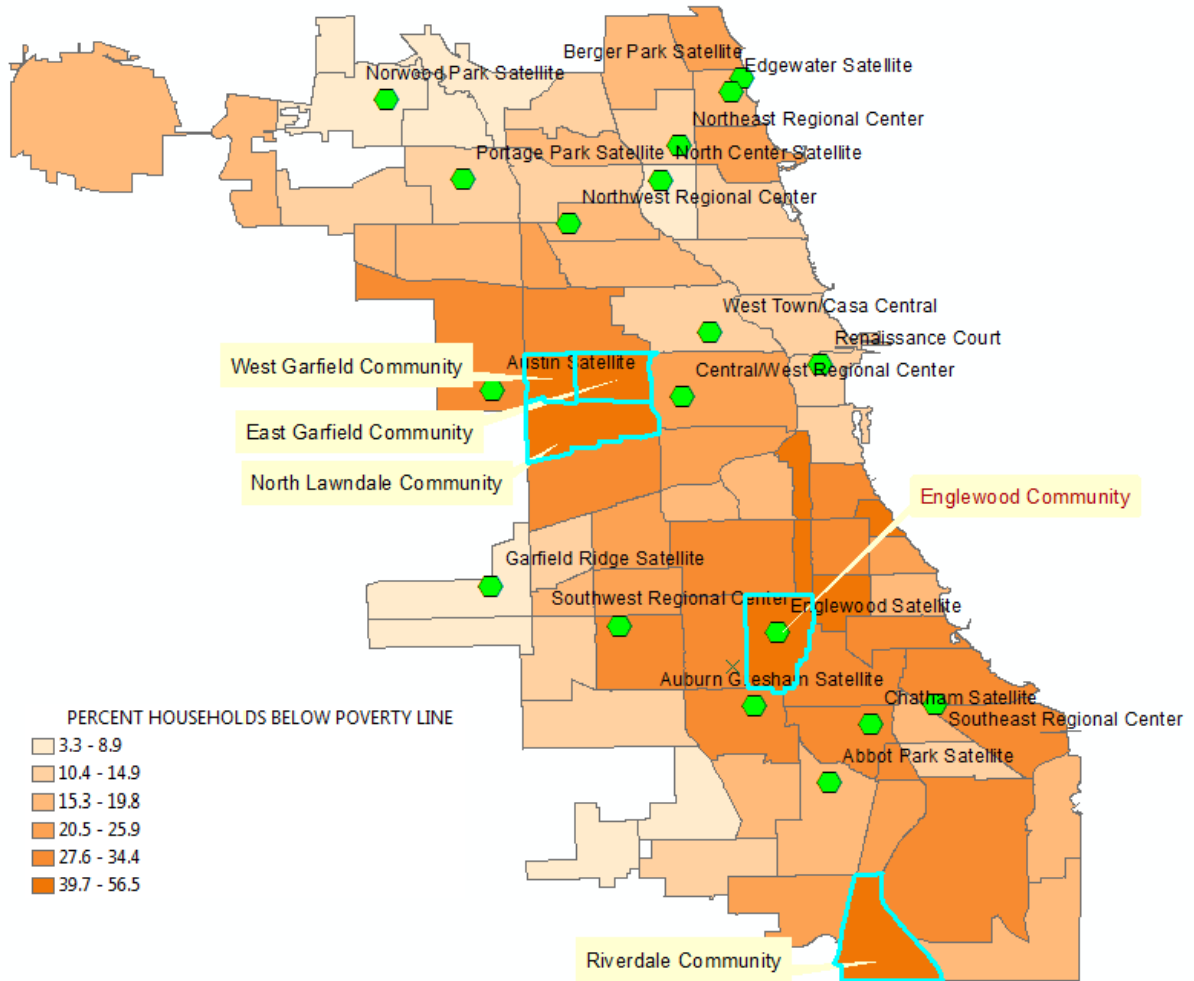 Berger Park Satellite
Edgewater Satellite
Norwood Park Satellite
Northeast Regional Center
Portage Park Satellite
North Center Satellite
Northwest Regional Center
West Town/Casa Central
Renaissance Court
West Garfield Community
Austin Satellite
Central/West Regional Center
East Garfield Community
North Lawndale Community
Englewood Community
Garfield Ridge Satellite
Southwest Regional Center
Englewood Satellite
Auburn Gresham Satellite
Chatham Satellite
Southeast Regional Center
Abbot Park Satellite
PERCENT HOUSEHOLDS BELOW POVERTY LINE
3.3 - 8.9
10.4 - 14.9
15.3 - 19.8
20.5 - 25.9
27.6 - 34.4
39.7 - 56.5
Riverdale Community